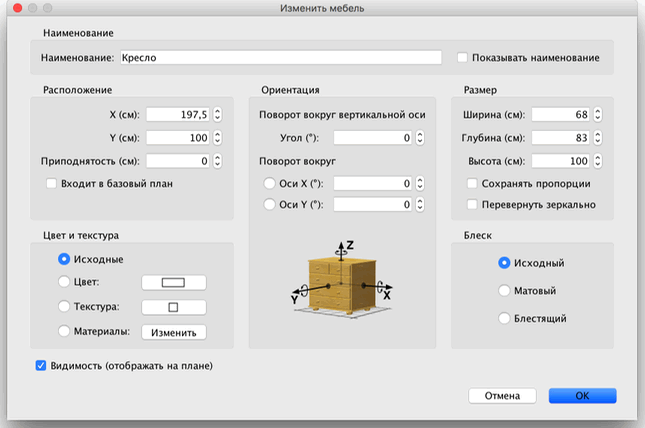 Изменить мебель
Наименование
Наименование: Кресло
Показывать наименование
Расположение
X (см): 197,5
Y (см): 100
Приподнятость (см): 0
Входит в базовый план
Ориентация
Поворот вокруг вертикальной оси
Угол (°): 0
Поворот вокруг
Оси X (°): 0
Оси Y (°): 0
Z
Y
X
Размер
Ширина (см): 68
Глубина (см): 83
Высота (см): 100
Сохранять пропорции
Перевернуть зеркально
Цвет и текстура
Исходные
Цвет:
Текстура:
Материалы: Изменить
Блеск
Исходный
Матовый
Блестящий
Видимость (отображать на плане)
Отмена
OK